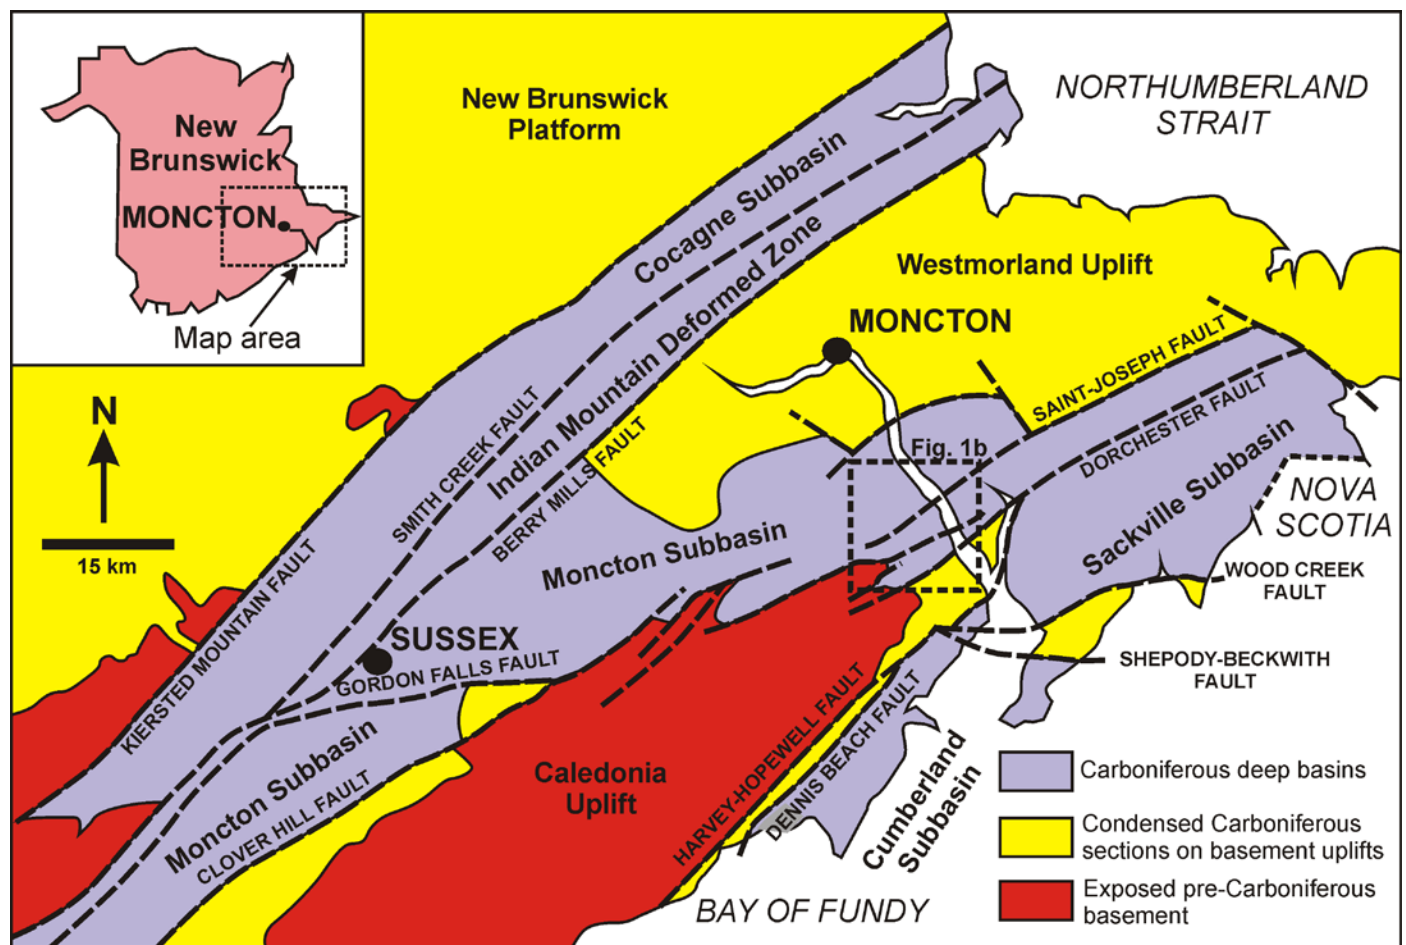 New
Brunswick
MONCTON
Map area
N
15 km
New Brunswick
Platform
NORTHUMBERLAND
STRAIT
Cocagne Subbasin
Indian Mountain Deformed Zone
Westmorland Uplift
MONCTON
SMITH CREEK FAULT
BERRY MILLS FAULT
KIERSTED MOUNTAIN FAULT
SAINT-JOSEPH FAULT
DORCHESTER FAULT
Fig. 1b
Sackville Subbasin
NOVA
SCOTIA
Moncton Subbasin
WOOD CREEK
FAULT
SUSSEX
GORDON FALLS FAULT
SHEPODY-BECKWITH
FAULT
Moncton Subbasin
CLOVER HILL FAULT
Caledonia
Uplift
HARVEY-HOPEWELL FAULT
DENNIS BEACH FAULT
Cumberland
Subbasin
BAY OF FUNDY
Carboniferous deep basins
Condensed Carboniferous
sections on basement uplifts
Exposed pre-Carboniferous
basement